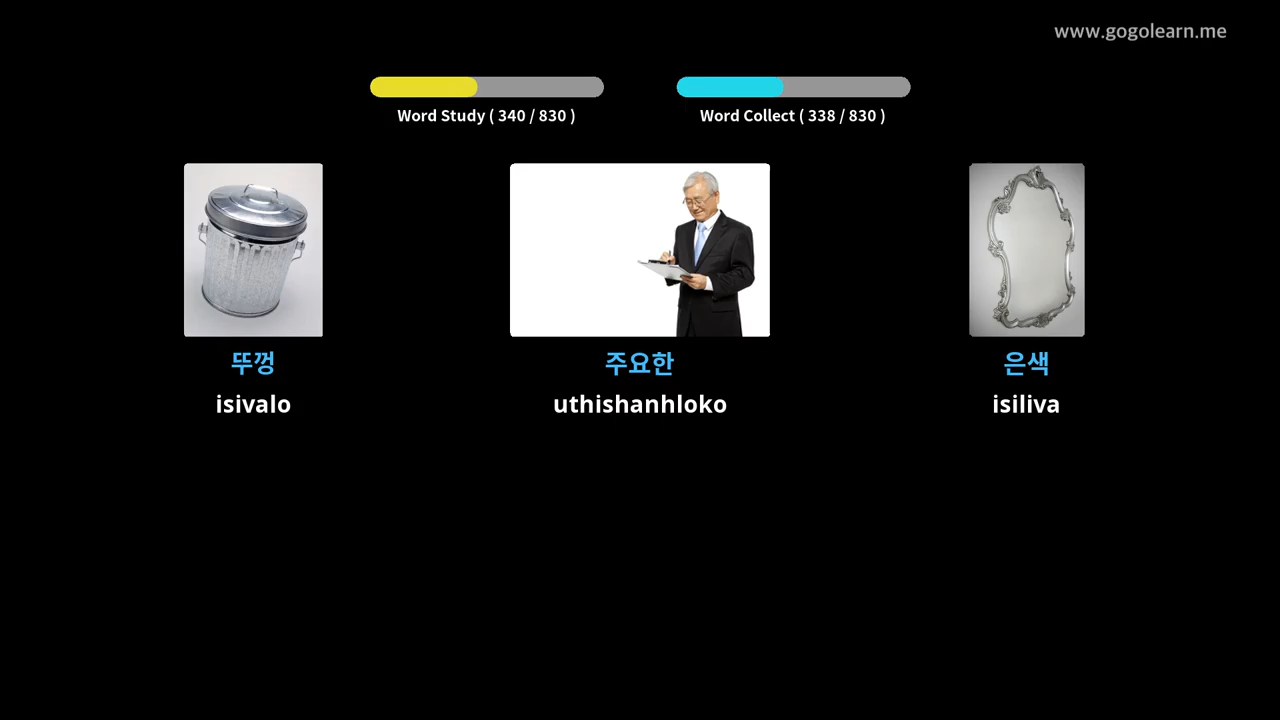 www.gogolearn.me
Word Study ( 340 / 830 )
Word Collect ( 338 / 830 )
뚜껑
isivalo
주요한
uthishanhloko
은색
isiliva